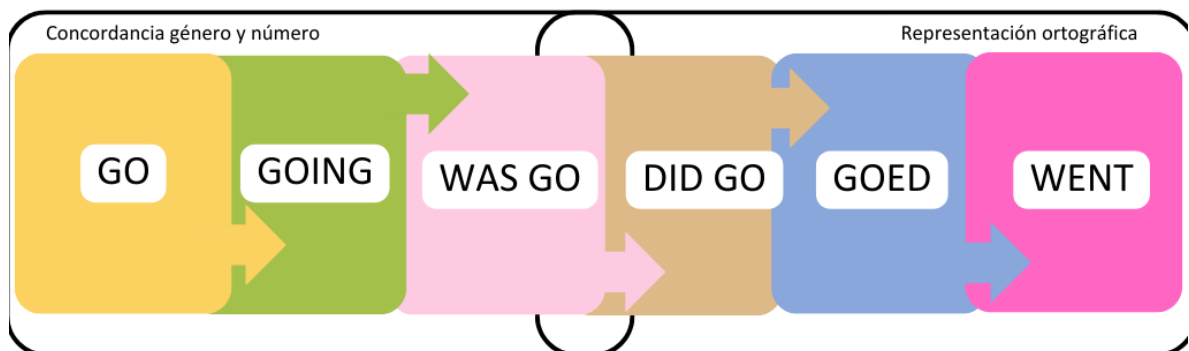 Concordancia género y número
Representación ortográfica
GO
GOING
WAS GO
DID GO
GOED
WENT